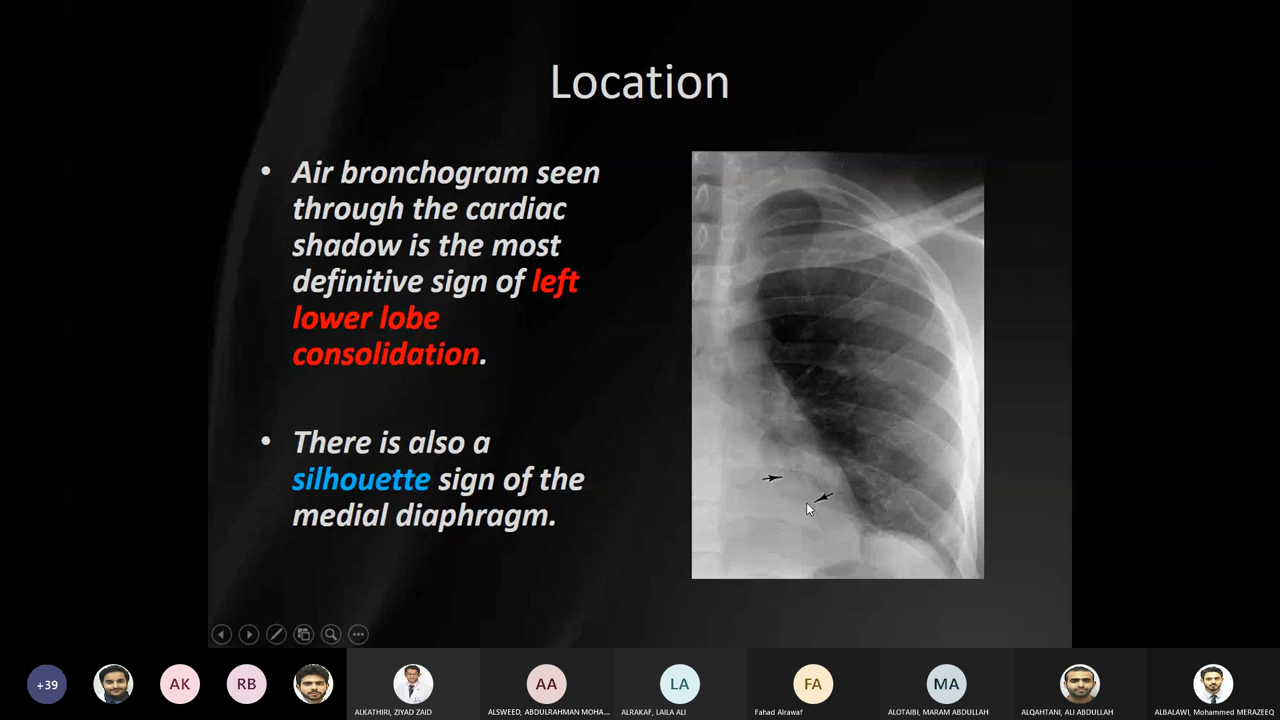 Location
• Air bronchogram seen
through the cardiac
shadow is the most
definitive sign of left
lower lobe
consolidation.
• There is also a
silhouette sign of the
medial diaphragm.
+39
AK
RB
AA
LA
FA
MA
ALKATHIRI, ZIYAD ZAID
ALSWEED, ABDULRAHMAN MOHA...
ALRAKAF, LAILA ALI
Fahad Alrawaf
ALOTAIBI, MARAM ABDULLAH
ALQAHTANI, ALI ABDULLAH
ALBALAWI, Mohammed MERAZEEQ